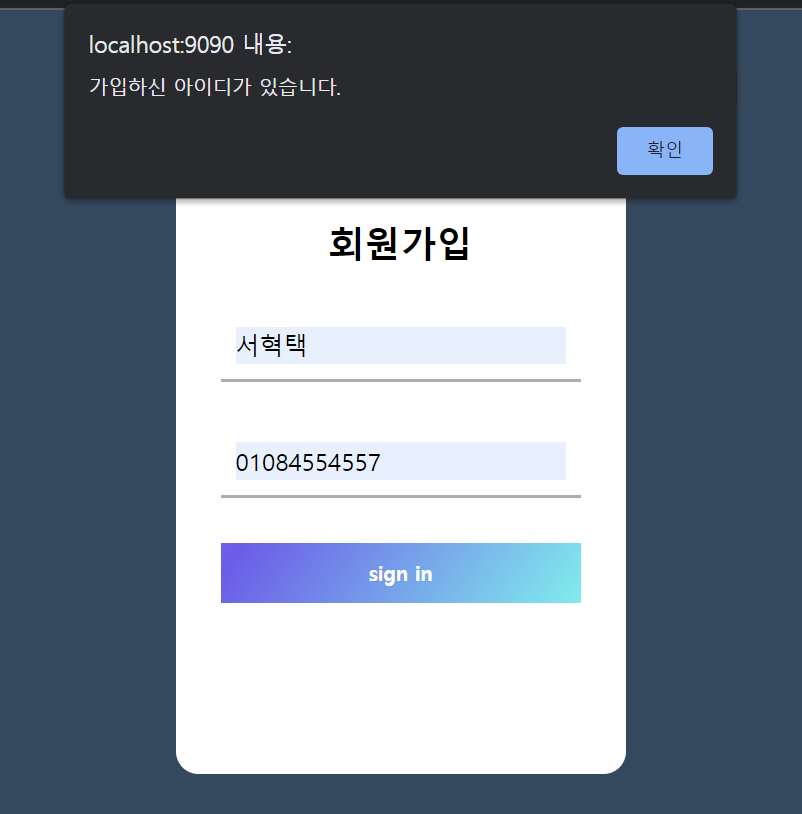 localhost:9090 내용:
가입하신 아이디가 있습니다.
확인
회원가입
서혁택
01084554557
sign in